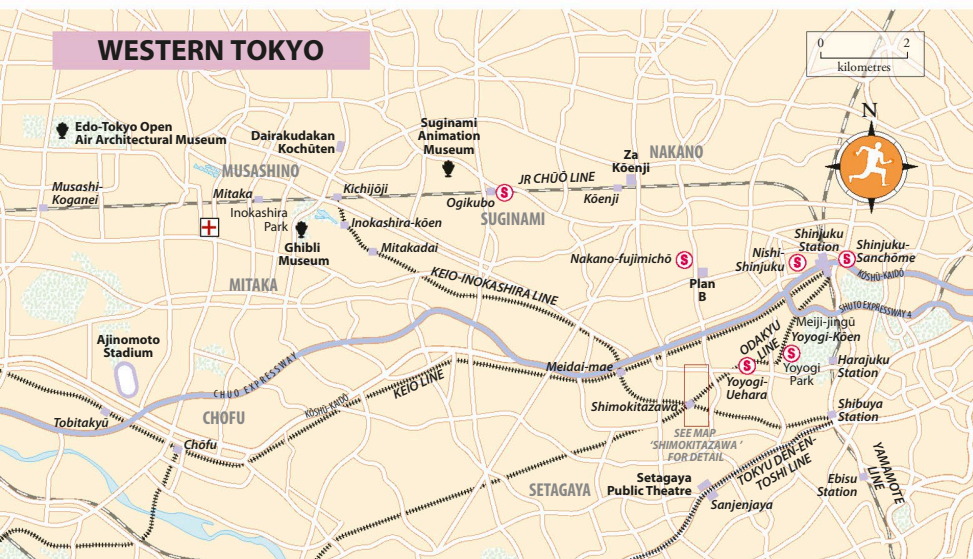 WESTERN TOKYO
0 2
kilometres
N
Edo-Tokyo Open
Air Architectural Museum
Dairakudakan
Kochūten
Suginami
Animation
Museum
Za
Kōenji
NAKANO
MUSASHINO
JR CHŪŌ LINE
Musashi-
Koganei
Mitaka
Kichijōji
Ogikubo
S
Kōenji
SUGINAMI
Inokashira
Park
Inokashira-kōen
Ghibli
Museum
Mitakadai
Shinjuku
Station
Nishi-
Shinjuku
S
S
Shinjuku-
Sanchōme
Nakano-fujimichō
S
KŌSHŪ-KAIDŌ
MITAKA
KEIO-INOKASHIRA LINE
Plan
B
SHUTO EXPRESSWAY 4
Meiji-jingū
Yoyogi-Kōen
Ajinomoto
Stadium
ODAKYU
LINE
S
S
Yoyogi
Park
Harajuku
Station
Meidai-mae
CHUO EXPRESSWAY
KEIO LINE
Yoyogi-
Uehara
KŌSHŪ-KAIDŌ
Shimokitazawa
Shibuya
Station
Tobitakyū
CHOFU
Chōfu
SEE MAP
‘SHIMOKITAZAWA ’
FOR DETAIL
TOKYU DEN-EN-
TOSHI LINE
YAMAMOTE
LINE
SETAGAYA
Setagaya
Public Theatre
Sanjenjaya
Ebisu
Station